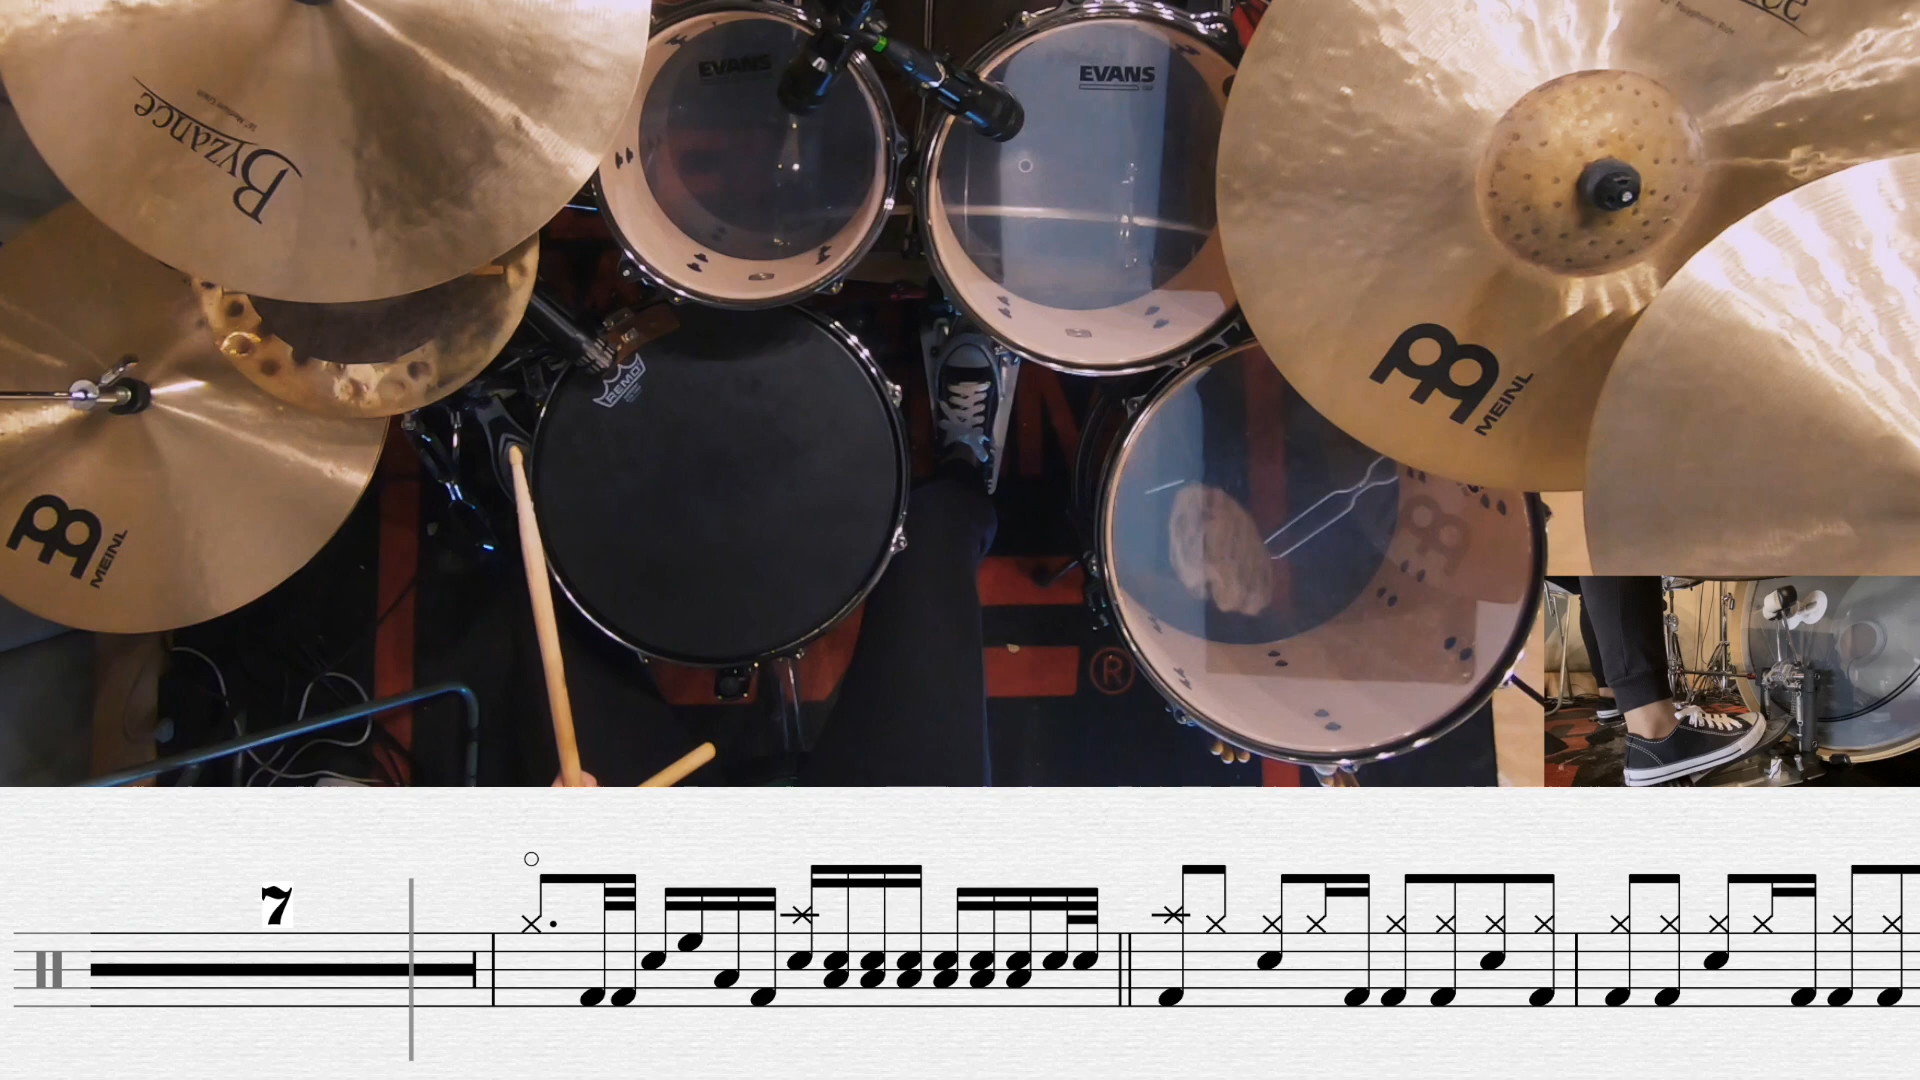 Byzance
EVANS
EVANS
REMO
MEINL
MEINL
®
7